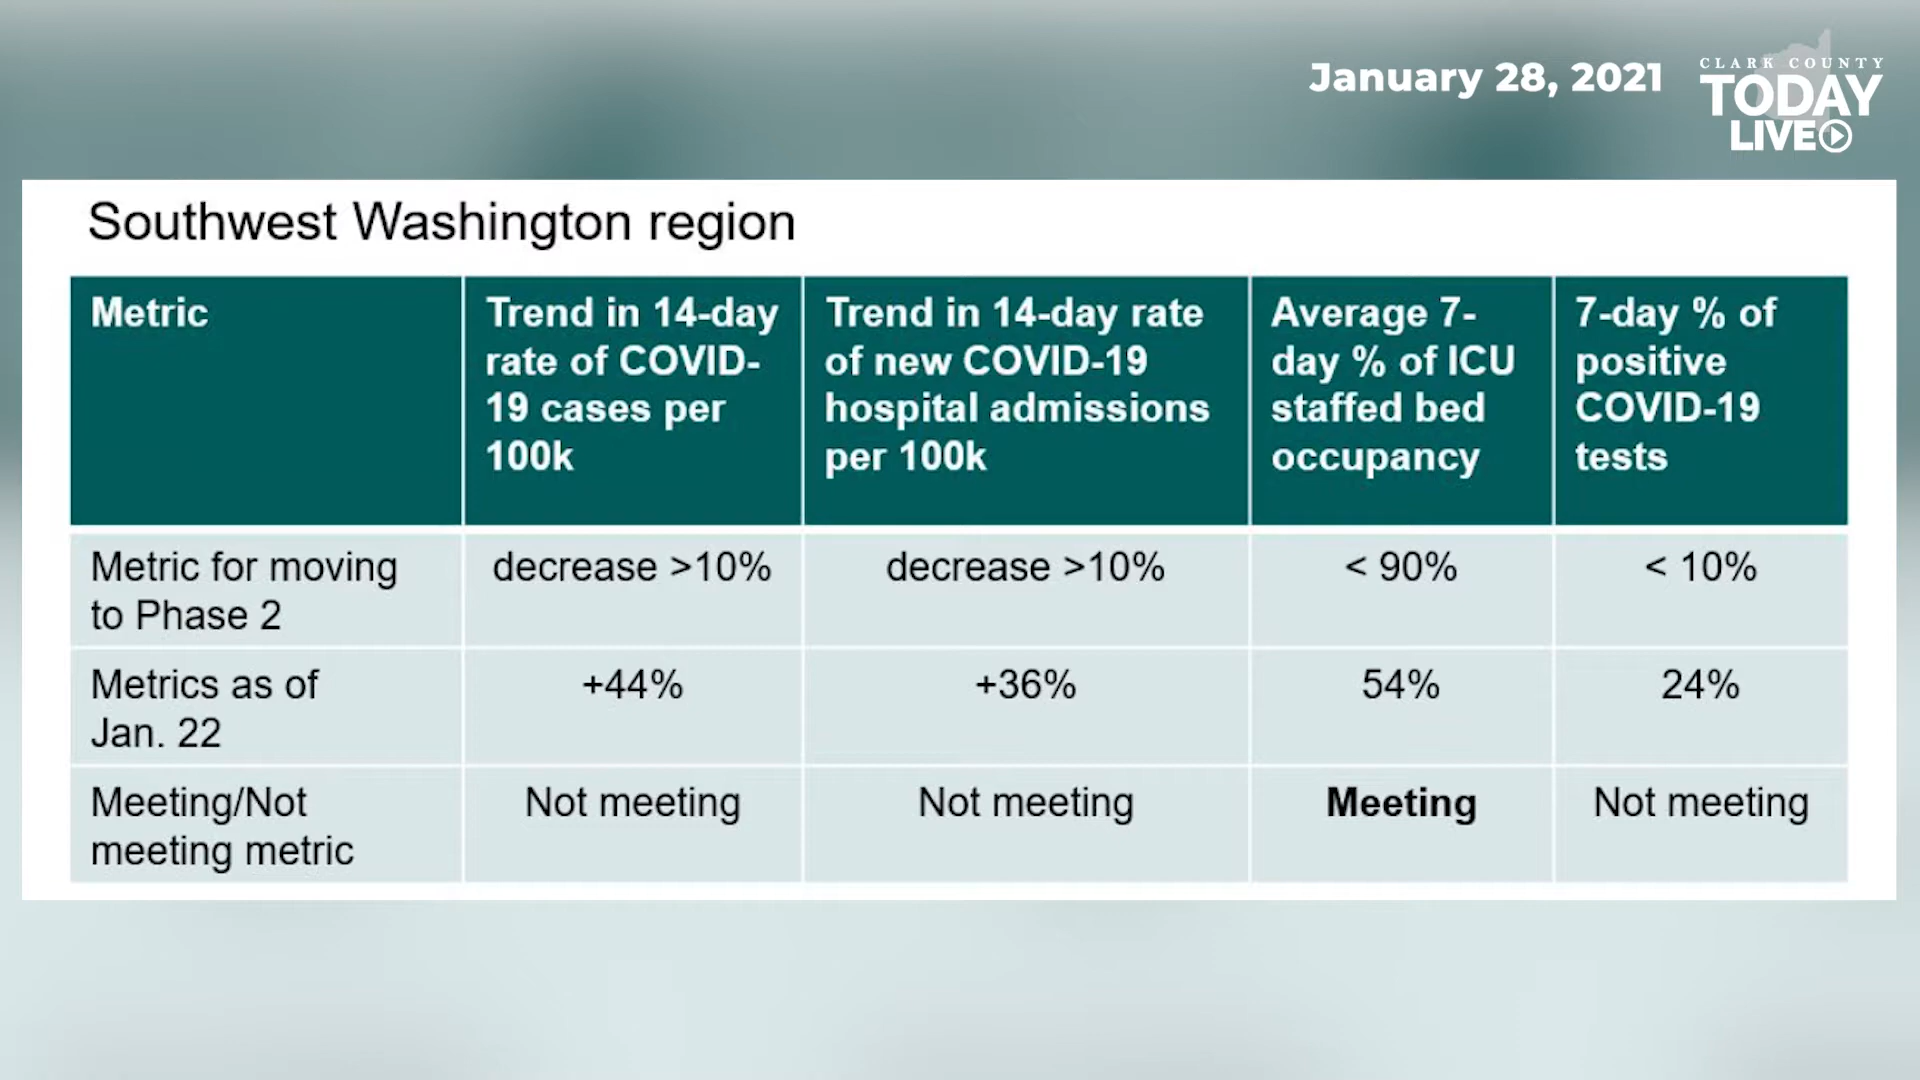 January 28, 2021
CLARK COUNTY
TODAY
LIVE
Southwest Washington region
Metric
Trend in 14-day
rate of COVID-
19 cases per
100k
Trend in 14-day rate
of new COVID-19
hospital admissions
per 100k
Average 7-
day % of ICU
staffed bed
occupancy
7-day % of
positive
COVID-19
tests
Metric for moving
to Phase 2
decrease >10%
decrease >10%
< 90%
< 10%
Metrics as of
Jan. 22
+44%
+36%
54%
24%
Meeting/Not
meeting metric
Not meeting
Not meeting
Meeting
Not meeting